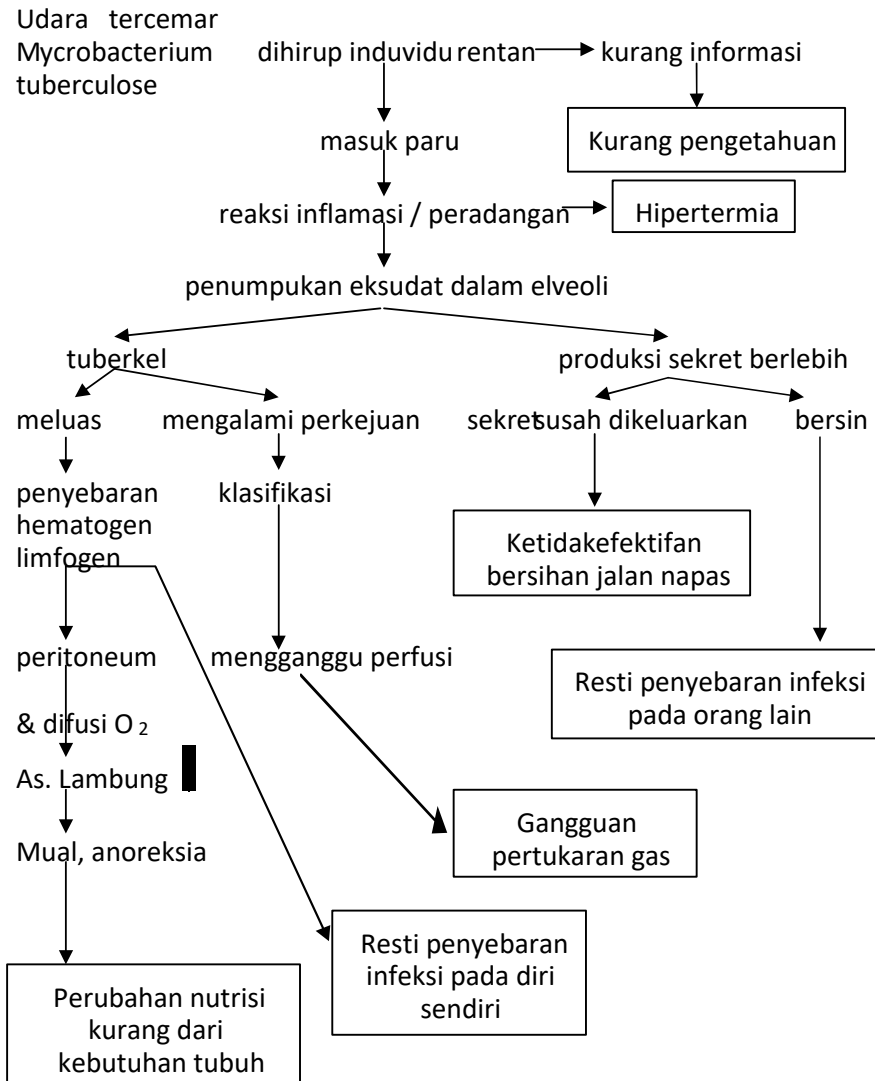 Udara tercemar
Mycrobacterium dihirup induvidu rentan kurang informasi
tuberculose
masuk paru
Kurang pengetahuan
reaksi inflamasi / peradangan
Hipertermia
penumpukan eksudat dalam elveoli
tuberkel
produksi sekret berlebih
meluas
mengalami perkejuan
sekret susah dikeluarkan
bersin
penyebaran
hematogen
limfogen
klasifikasi
Ketidakefektifan
bersihan jalan napas
peritoneum
mengganggu perfusi
Resti penyebaran infeksi
pada orang lain
& difusi O 2
As. Lambung
Gangguan
pertukaran gas
Mual, anoreksia
Resti penyebaran
infeksi pada diri
sendiri
Perubahan nutrisi
kurang dari
kebutuhan tubuh